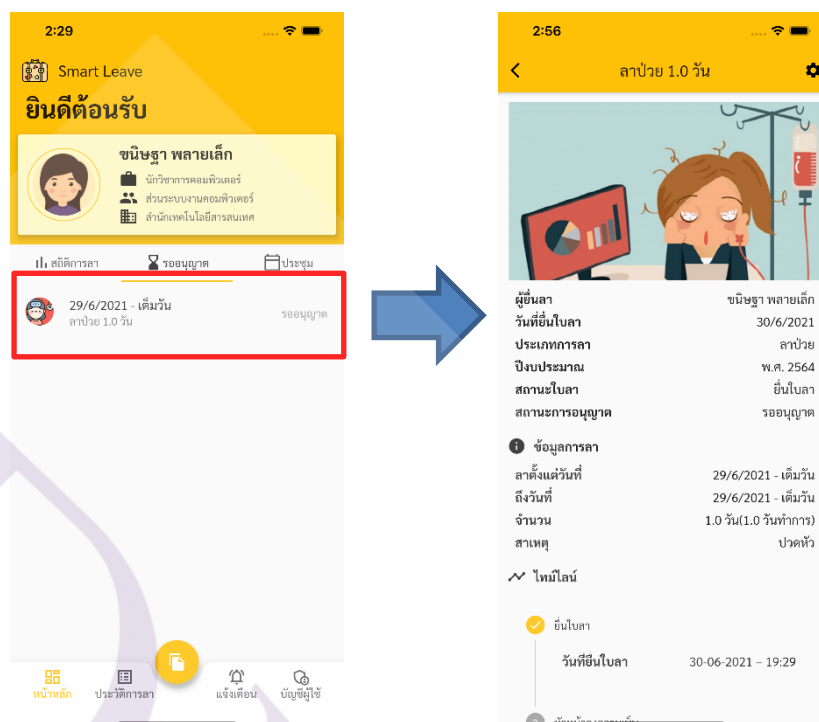 2:29
Smart Leave
ยินดีต้อนรับ
ขนิษฐา พลายเล็ก
นักวิชาการคอมพิวเตอร์
ส่วนระบบงานคอมพิวเตอร์
สำนักเทคโนโลยีสารสนเทศ
สถิติการลา รออนุญาต ประชุม
29/6/2021 - เต็มวัน
ลาป่วย 1.0 วัน
รออนุญาต
หน้าหลัก ประวัติการลา แจ้งเตือน บัญชีผู้ใช้
2:56
ลาป่วย 1.0 วัน
ผู้ยื่นลา ขนิษฐา พลายเล็ก
วันที่ยื่นใบลา 30/6/2021
ประเภทการลา ลาป่วย
ปีงบประมาณ พ.ศ. 2564
สถานะใบลา ยื่นใบลา
สถานะการอนุญาต รออนุญาต
ข้อมูลการลา
ลาตั้งแต่วันที่ 29/6/2021 - เต็มวัน
ถึงวันที่ 29/6/2021 - เต็มวัน
จำนวน 1.0 วัน(1.0 วันทำการ)
สาเหตุ ปวดหัว
ไทม์ไลน์
ยื่นใบลา
วันที่ยืนใบลา 30-06-2021 – 19:29